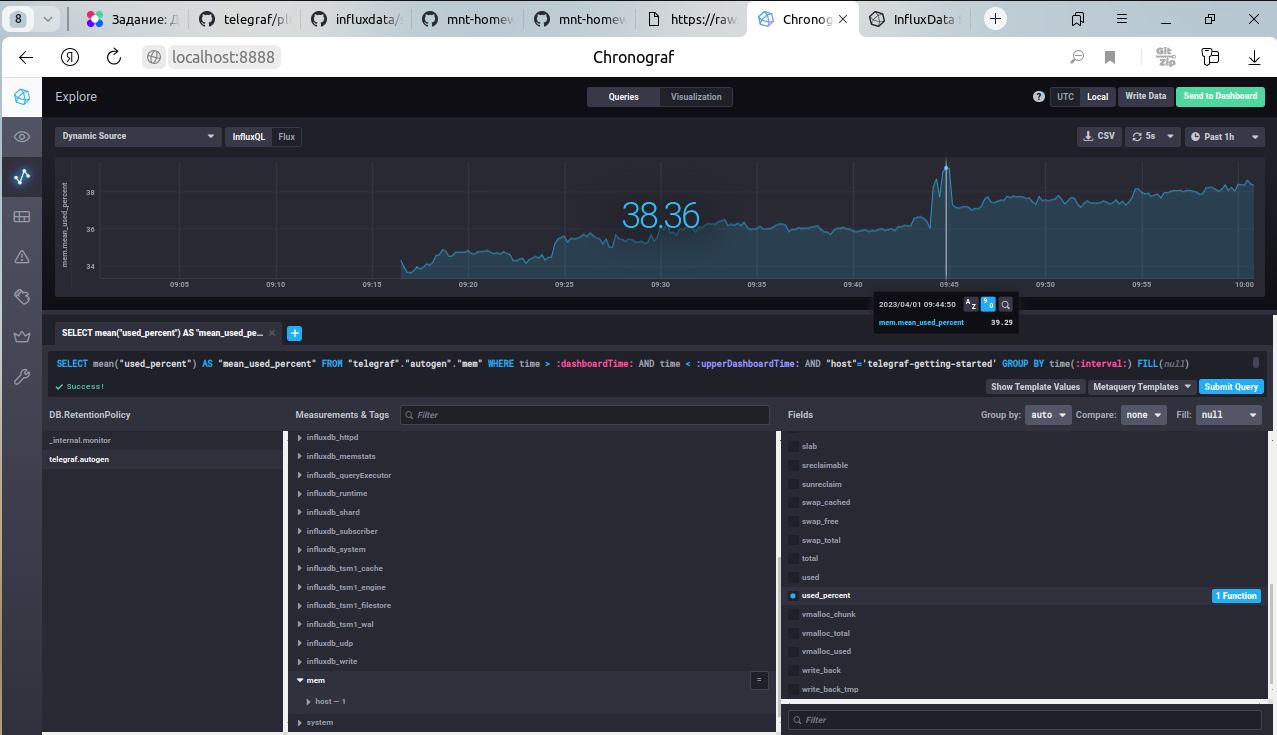 8 Задание: Д telegraf/plu influxdata/s mnt-homew mnt-homew https://raw Chronogra InfluxData
localhost:8888 Chronograf Git Zip
Explore Queries Visualization ? UTC Local Write Data Send to Dashboard
Dynamic Source InfluxQL Flux CSV 5s Past 1h
mem.mean_used_percent
38
36
34
38.36
09:05 09:10 09:15 09:20 09:25 09:30 09:35 09:40 09:45 09:50 09:55 10:00
2023/04/01 09:44:50 A Z 9 0
mem.mean_used_percent 39.29
SELECT mean("used_percent") AS "mean_used_pe... × +
SELECT mean("used_percent") AS "mean_used_percent" FROM "telegraf"."autogen"."mem" WHERE time > :dashboardTime: AND time < :upperDashboardTime: AND "host"='telegraf-getting-started' GROUP BY time(:interval:) FILL(null)
Success! Show Template Values Metaquery Templates Submit Query
DB.RetentionPolicy
_internal.monitor
telegraf.autogen
Measurements & Tags Filter
influxdb_httpd
influxdb_memstats
influxdb_queryExecutor
influxdb_runtime
influxdb_shard
influxdb_subscriber
influxdb_system
influxdb_tsm1_cache
influxdb_tsm1_engine
influxdb_tsm1_filestore
influxdb_tsm1_wal
influxdb_udp
influxdb_write
mem =
host — 1
system
Fields Group by: auto Compare: none Fill: null
slab
sreclaimable
sunreclaim
swap_cached
swap_free
swap_total
total
used
used_percent 1 Function
vmalloc_chunk
vmalloc_total
vmalloc_used
write_back
write_back_tmp
Filter